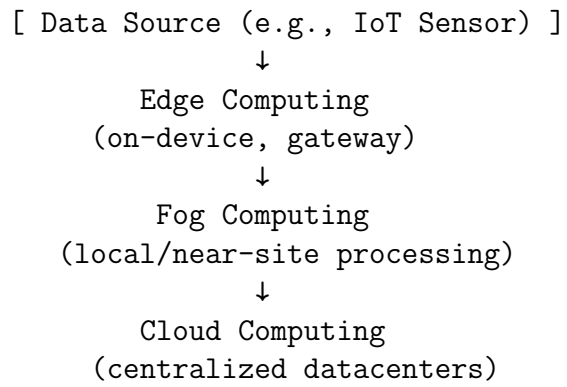 [ Data Source (e.g., IoT Sensor) ]
↓
Edge Computing
(on-device, gateway)
↓
Fog Computing
(local/near-site processing)
↓
Cloud Computing
(centralized datacenters)